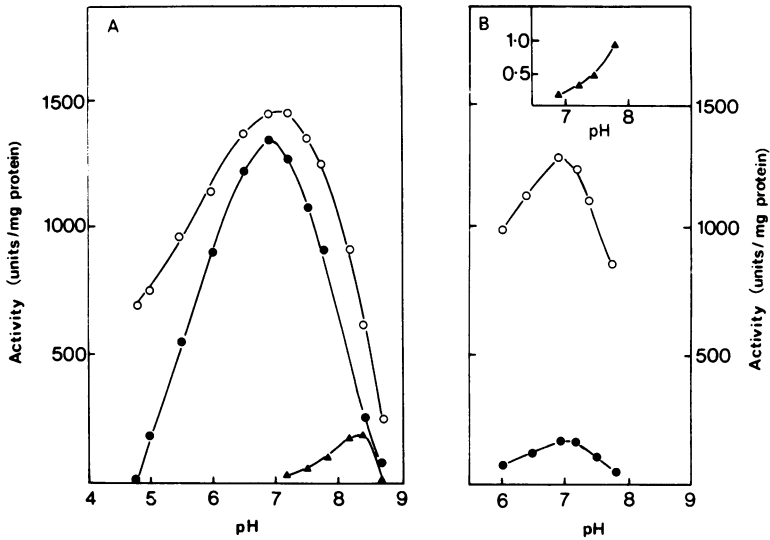 A
1500
1000
500
4 5 6 7 8 9
pH
Activity (units/mg protein)
B
1·0
0·5
7 8
pH
1500
1000
500
6 7 9
pH
Activity (units/mg protein)